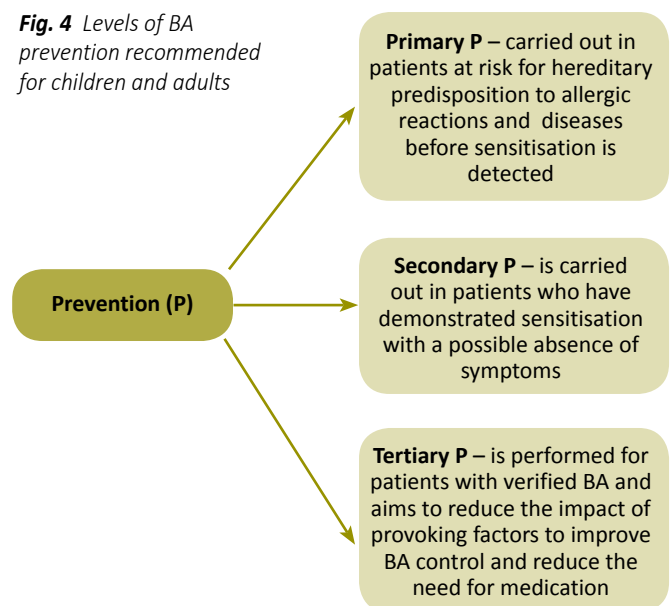 Fig. 4 Levels of BA
prevention recommended
for children and adults
Primary P – carried out in
patients at risk for hereditary
predisposition to allergic
reactions and diseases
before sensitisation is
detected
Prevention (P)
Secondary P – is carried
out in patients who have
demonstrated sensitisation
with a possible absence of
symptoms
Tertiary P – is performed for
patients with verified BA and
aims to reduce the impact of
provoking factors to improve
BA control and reduce the
need for medication